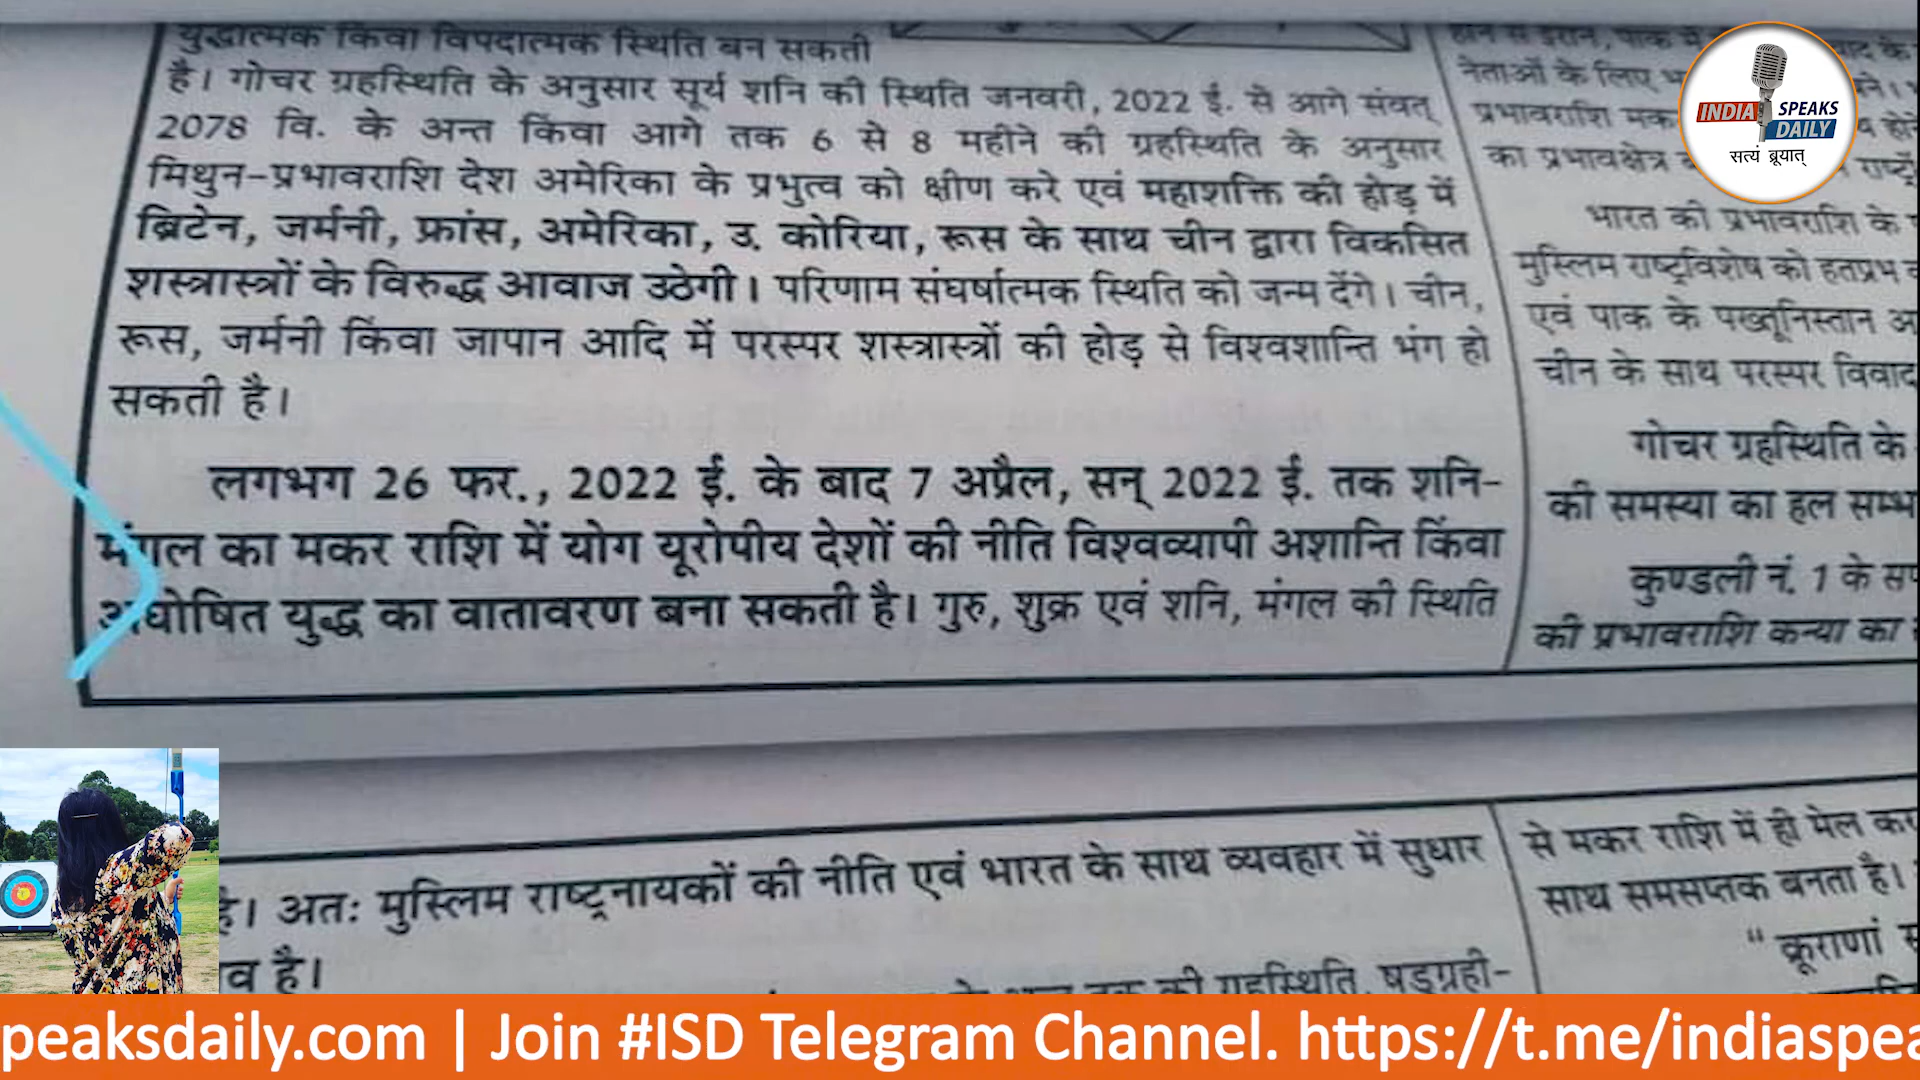 युद्धात्मक किंवा विपदात्मक स्थिति बन सकती
है। गोचर ग्रहस्थिति के अनुसार सूर्य शनि की स्थिति जनवरी, 2022 ई. से आगे संवत्
2078 वि. के अन्त किंवा आगे तक 6 से 8 महीने की ग्रहस्थिति के अनुसार
मिथुन-प्रभावराशि देश अमेरिका के प्रभुत्व को क्षीण करे एवं महाशक्ति की होड़ में
ब्रिटेन, जर्मनी, फ्रांस, अमेरिका, उ. कोरिया, रूस के साथ चीन द्वारा विकसित
शस्त्रास्त्रों के विरुद्ध आवाज उठेगी। परिणाम संघर्षात्मक स्थिति को जन्म देंगे। चीन,
रूस, जर्मनी किंवा जापान आदि में परस्पर शस्त्रास्त्रों की होड़ से विश्वशान्ति भंग हो
सकती है।
लगभग 26 फर., 2022 ई. के बाद 7 अप्रैल, सन् 2022 ई. तक शनि-
मंगल का मकर राशि में योग यूरोपीय देशों की नीति विश्वव्यापी अशान्ति किंवा
अघोषित युद्ध का वातावरण बना सकती है। गुरु, शुक्र एवं शनि, मंगल की स्थिति
नेताओं के लिए
प्रभावराशि
का प्रभावक्षेत्र
भारत की प्रभावराशि के
मुस्लिम राष्ट्रविशेष को हतप्रभ
एवं पाक के पख्तूनिस्तान
चीन के साथ परस्पर विवाद
गोचर ग्रहस्थिति के
की समस्या का हल
कुण्डली नं. 1 के
की प्रभावराशि कन्या का
INDIA SPEAKS
DAILY
सत्यं ब्रूयात्
है। अतः मुस्लिम राष्ट्रनायकों की नीति एवं भारत के साथ व्यवहार में सुधार
है।
की ग्रहस्थिति, षड्ग्रही-
से मकर राशि में ही मेल
साथ समसप्तक बनता है।
“ क्रूराणां
peaksdaily.com | Join #ISD Telegram Channel. https://t.me/indiaspea